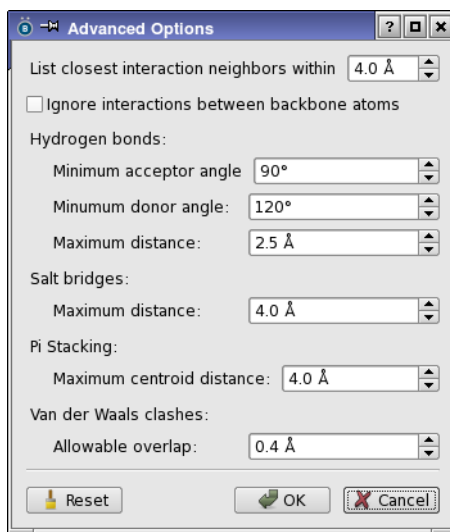 Advanced Options
List closest interaction neighbors within 4.0 Å
Ignore interactions between backbone atoms
Hydrogen bonds:
Minimum acceptor angle 90°
Minumum donor angle: 120°
Maximum distance: 2.5 Å
Salt bridges:
Maximum distance: 4.0 Å
Pi Stacking:
Maximum centroid distance: 4.0 Å
Van der Waals clashes:
Allowable overlap: 0.4 Å
Reset OK Cancel